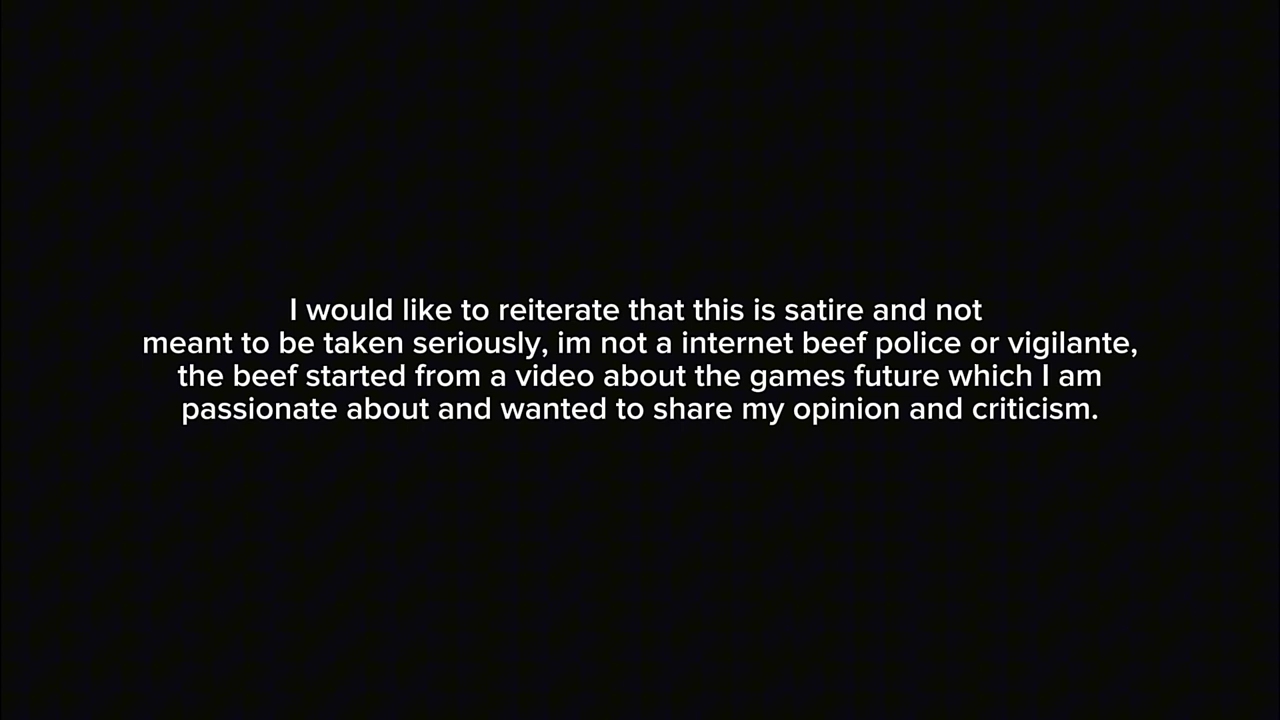 I would like to reiterate that this is satire and not
meant to be taken seriously, im not a internet beef police or vigilante,
the beef started from a video about the games future which I am
passionate about and wanted to share my opinion and criticism.